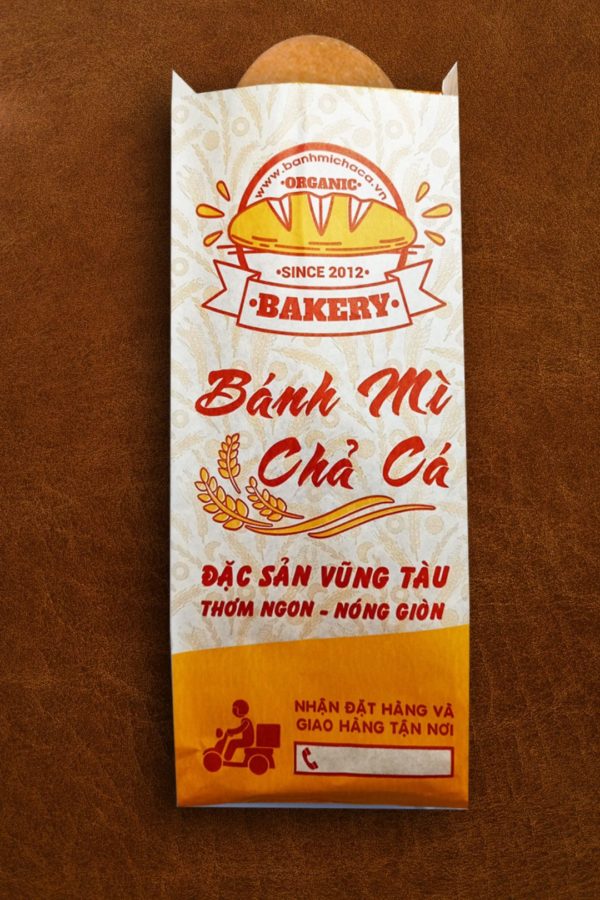 www.banhmichaca.vn
•ORGANIC•
•SINCE 2012•
•BAKERY•
Bánh Mì
Chả Cá
ĐẶC SẢN VŨNG TÀU
THƠM NGON - NÓNG GIÒN
NHẬN ĐẶT HÀNG VÀ
GIAO HÀNG TẬN NƠI